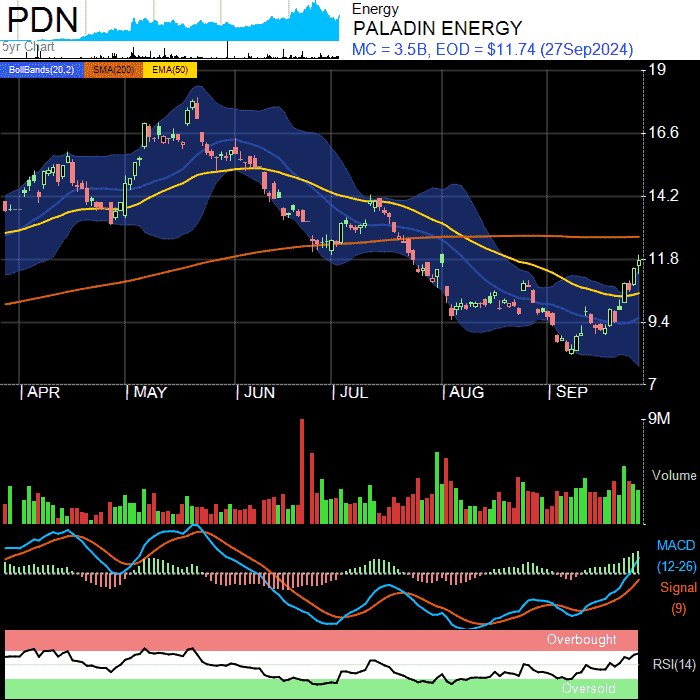 PDN
5yr Chart
Energy
PALADIN ENERGY
MC = 3.5B, EOD = $11.74 (27Sep2024)
BollBands(20,2) SMA(200) EMA(50)
19
16.6
14.2
11.8
9.4
7
APR MAY JUN JUL AUG SEP
9M
Volume
MACD
(12-26)
Signal
(9)
Overbought
RSI(14)
Oversold